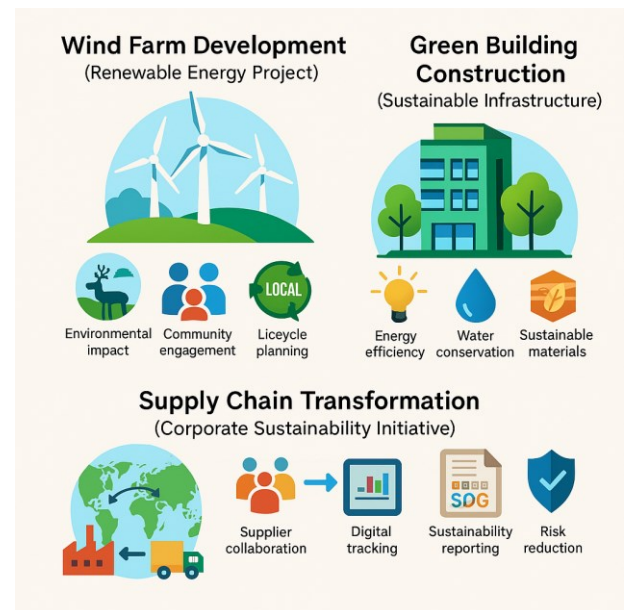 Wind Farm Development
(Renewable Energy Project)
Green Building
Construction
(Sustainable Infrastructure)
LOCAL
Environmental
impact
Community
engagement
Licecycle
planning
Energy
efficiency
Water
conservation
Sustainable
materials
Supply Chain Transformation
(Corporate Sustainability Initiative)
SDG
Supplier
collaboration
Digital
tracking
Sustainability
reporting
Risk
reduction